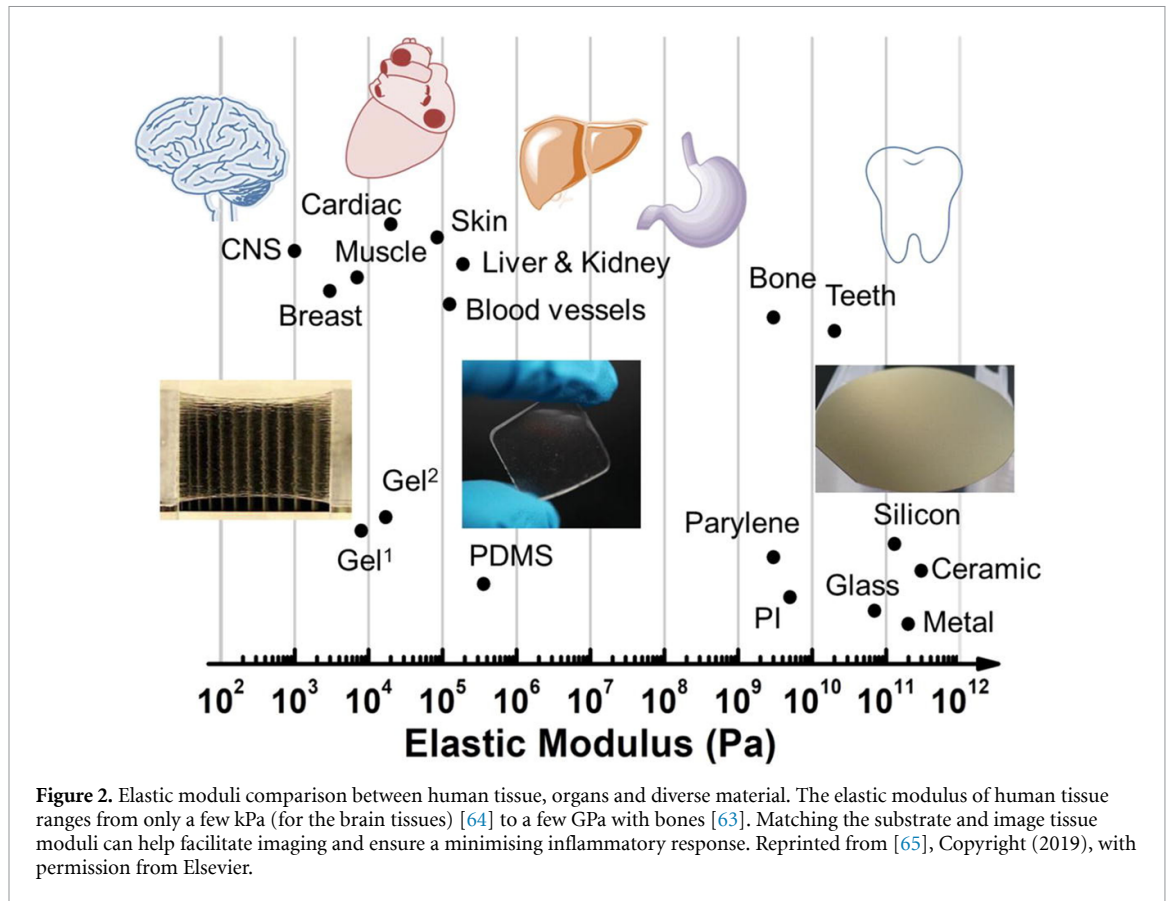 Cardiac
Skin
CNS
Muscle
Liver & Kidney
Breast
Blood vessels
Bone
Teeth
Gel²
Gel¹
PDMS
Parylene
Silicon
Ceramic
Glass
PI
Metal
10² 10³ 10⁴ 10⁵ 10⁶ 10⁷ 10⁸ 10⁹ 10¹⁰ 10¹¹ 10¹²
Elastic Modulus (Pa)
Figure 2. Elastic moduli comparison between human tissue, organs and diverse material. The elastic modulus of human tissue
ranges from only a few kPa (for the brain tissues) [64] to a few GPa with bones [63]. Matching the substrate and image tissue
moduli can help facilitate imaging and ensure a minimising inflammatory response. Reprinted from [65], Copyright (2019), with
permission from Elsevier.